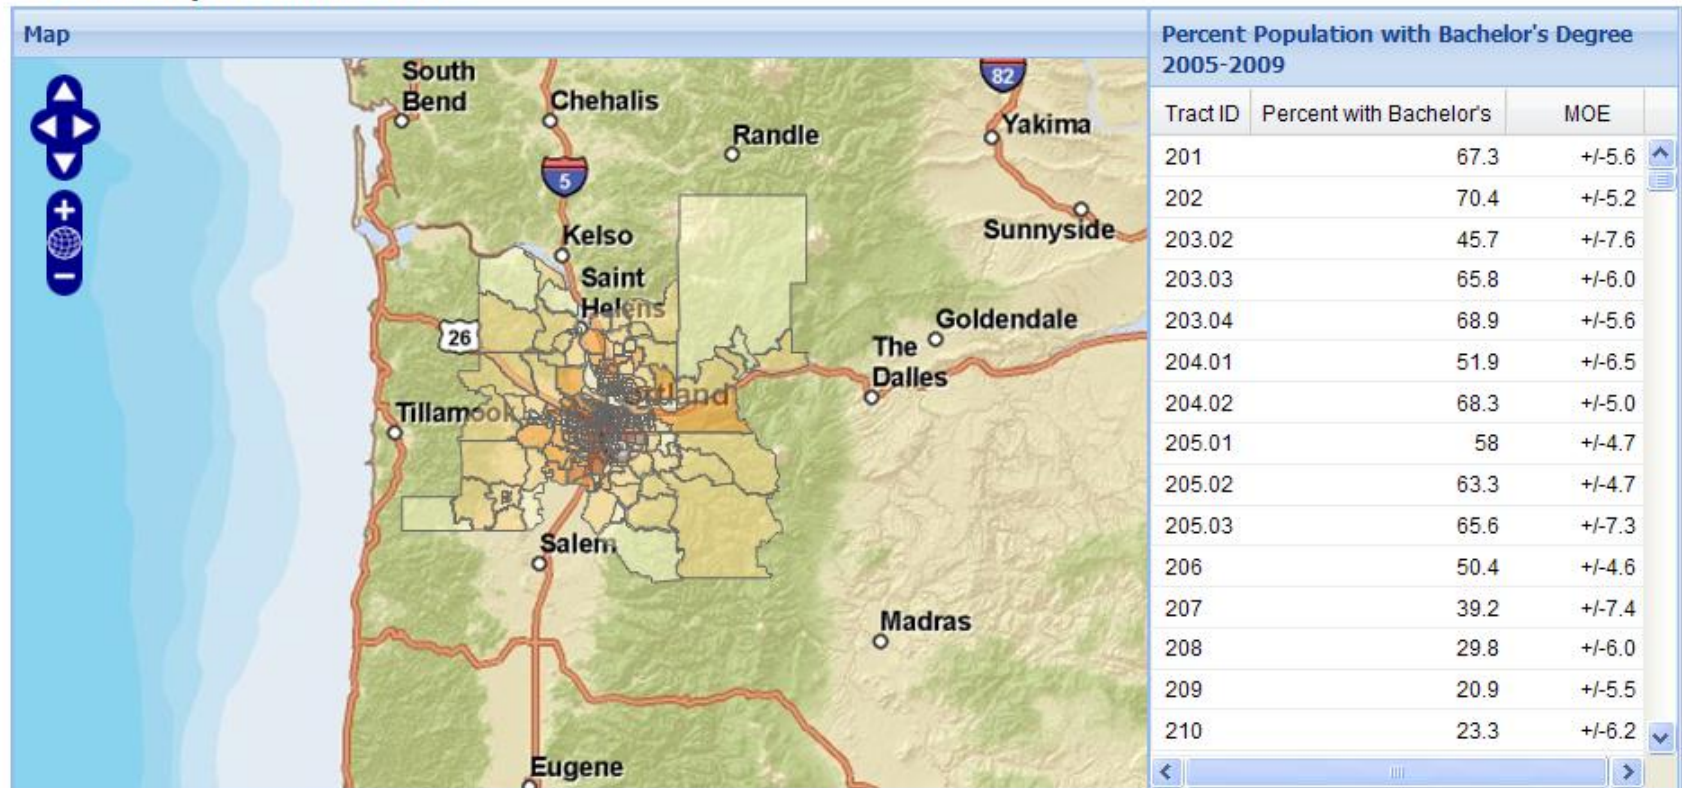 Map
South
Bend
Chehalis
Randle
82
Yakima
5
Sunnyside
Kelso
Saint
Helens
26
Goldendale
The
Dalles
Tillamook
Salem
Madras
Eugene
Percent Population with Bachelor's Degree
2005-2009
Tract ID Percent with Bachelor's MOE
201 67.3 +/-5.6
202 70.4 +/-5.2
203.02 45.7 +/-7.6
203.03 65.8 +/-6.0
203.04 68.9 +/-5.6
204.01 51.9 +/-6.5
204.02 68.3 +/-5.0
205.01 58 +/-4.7
205.02 63.3 +/-4.7
205.03 65.6 +/-7.3
206 50.4 +/-4.6
207 39.2 +/-7.4
208 29.8 +/-6.0
209 20.9 +/-5.5
210 23.3 +/-6.2